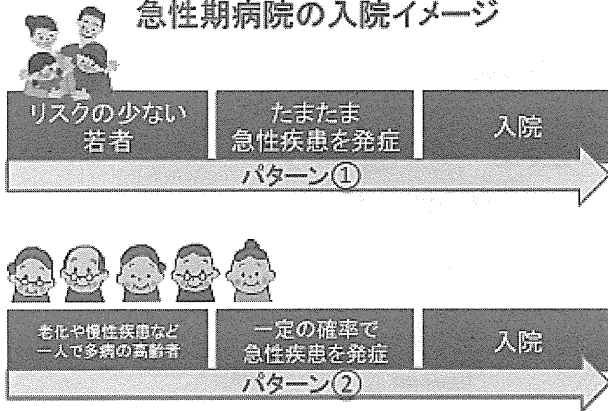 急性期病院の入院イメージ
リスクの少ない
若者
たまたま
急性疾患を発症
入院
パターン①
老化や慢性疾患など
一人で多病の高齢者
一定の確率で
急性疾患を発症
入院
パターン②